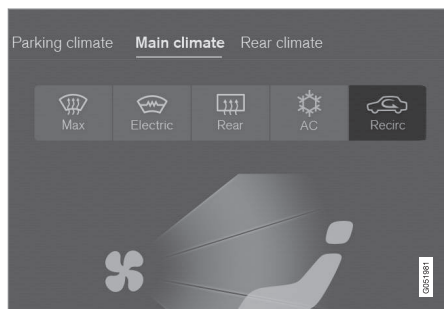 Parking climate Main climate Rear climate
Max Electric Rear AC Recirc
G051981